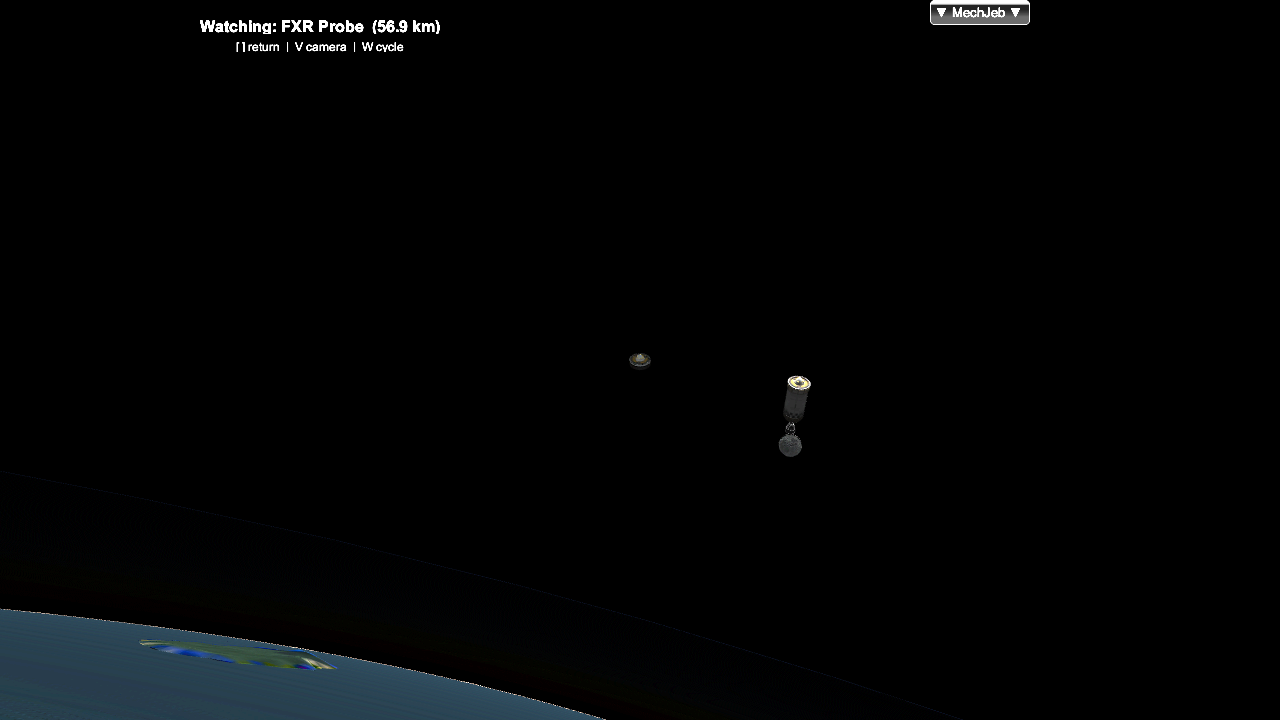 Watching: FXR Probe (56.9 km)
[ ] return | V camera | W cycle
▼ MechJeb ▼